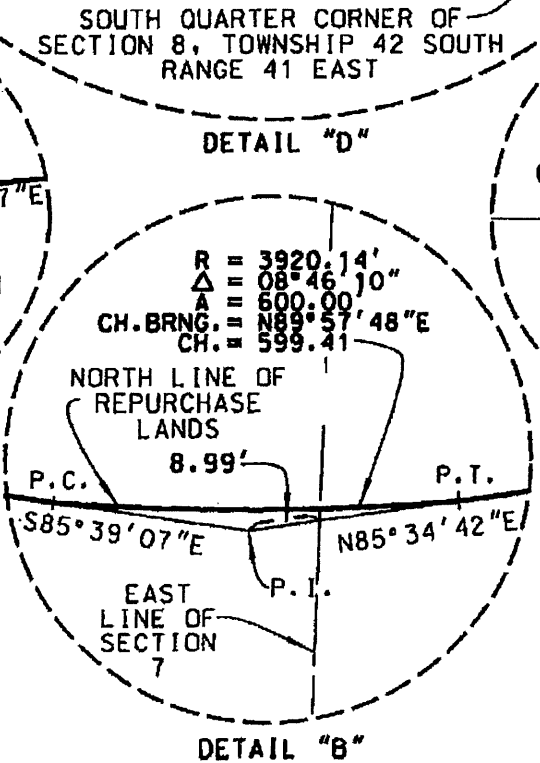 SOUTH QUARTER CORNER OF
SECTION 8, TOWNSHIP 42 SOUTH
RANGE 41 EAST
DETAIL "D"
7"E
R = 3920.14'
Δ = 08°46'10"
A = 600.00'
CH.BRNG.= N89°57'48"E
CH.= 599.41
NORTH LINE OF
REPURCHASE
LANDS
8.99'
P.C.
P.T.
S85°39'07"E
N85°34'42"E
P.I.
EAST
LINE OF
SECTION
7
DETAIL "B"